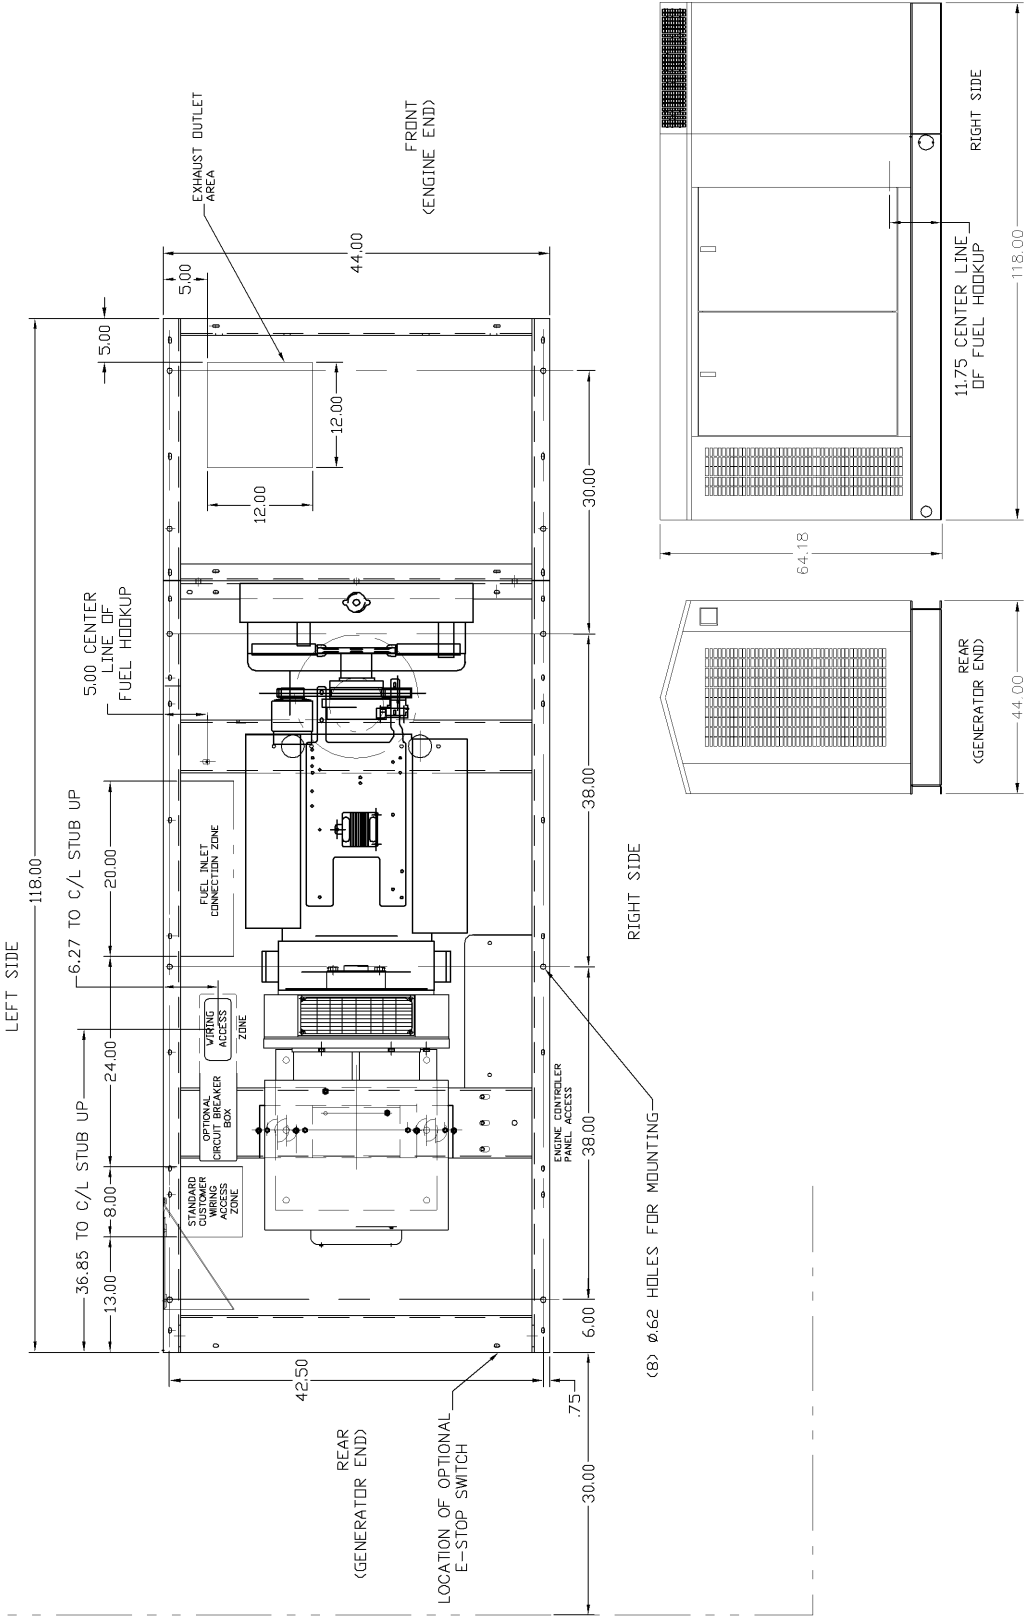 LEFT SIDE
118.00
36.85 TO C/L STUB UP
6.27 TO C/L STUB UP
5.00 CENTER
LINE OF
FUEL HOOKUP
13.00
8.00
24.00
20.00
5.00
5.00
EXHAUST OUTLET
AREA
STANDARD
CUSTOMER
WIRING
ACCESS
ZONE
OPTIONAL
CIRCUIT BREAKER
BOX
WIRING
ACCESS
ZONE
FUEL INLET
CONNECTION ZONE
12.00
12.00
42.50
44.00
REAR
(GENERATOR END)
FRONT
(ENGINE END)
LOCATION OF OPTIONAL
E-STOP SWITCH
.75
ENGINE CONTROLLER
PANEL ACCESS
30.00
6.00
38.00
38.00
30.00
(8) Ø.62 HOLES FOR MOUNTING
RIGHT SIDE
64.18
REAR
(GENERATOR END)
44.00
11.75 CENTER LINE
OF FUEL HOOKUP
RIGHT SIDE
118.00